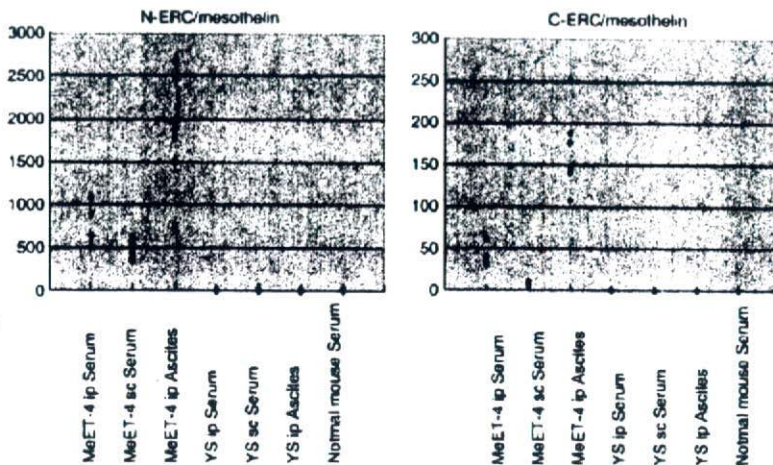 N-ERC/mesothelin
3000
2500
2000
1500
1000
500
0
MeET-4 ip Serum
MeET-4 sc Serum
MeET-4 ip Ascites
YS ip Serum
YS sc Serum
YS ip Ascites
Notmal mouse Serum
C-ERC/mesothelin
300
250
200
150
100
50
0
MeET-4 ip Serum
MeET-4 sc Serum
MeET-4 ip Ascites
YS ip Serum
YS sc Serum
YS ip Ascites
Notmal mouse Serum